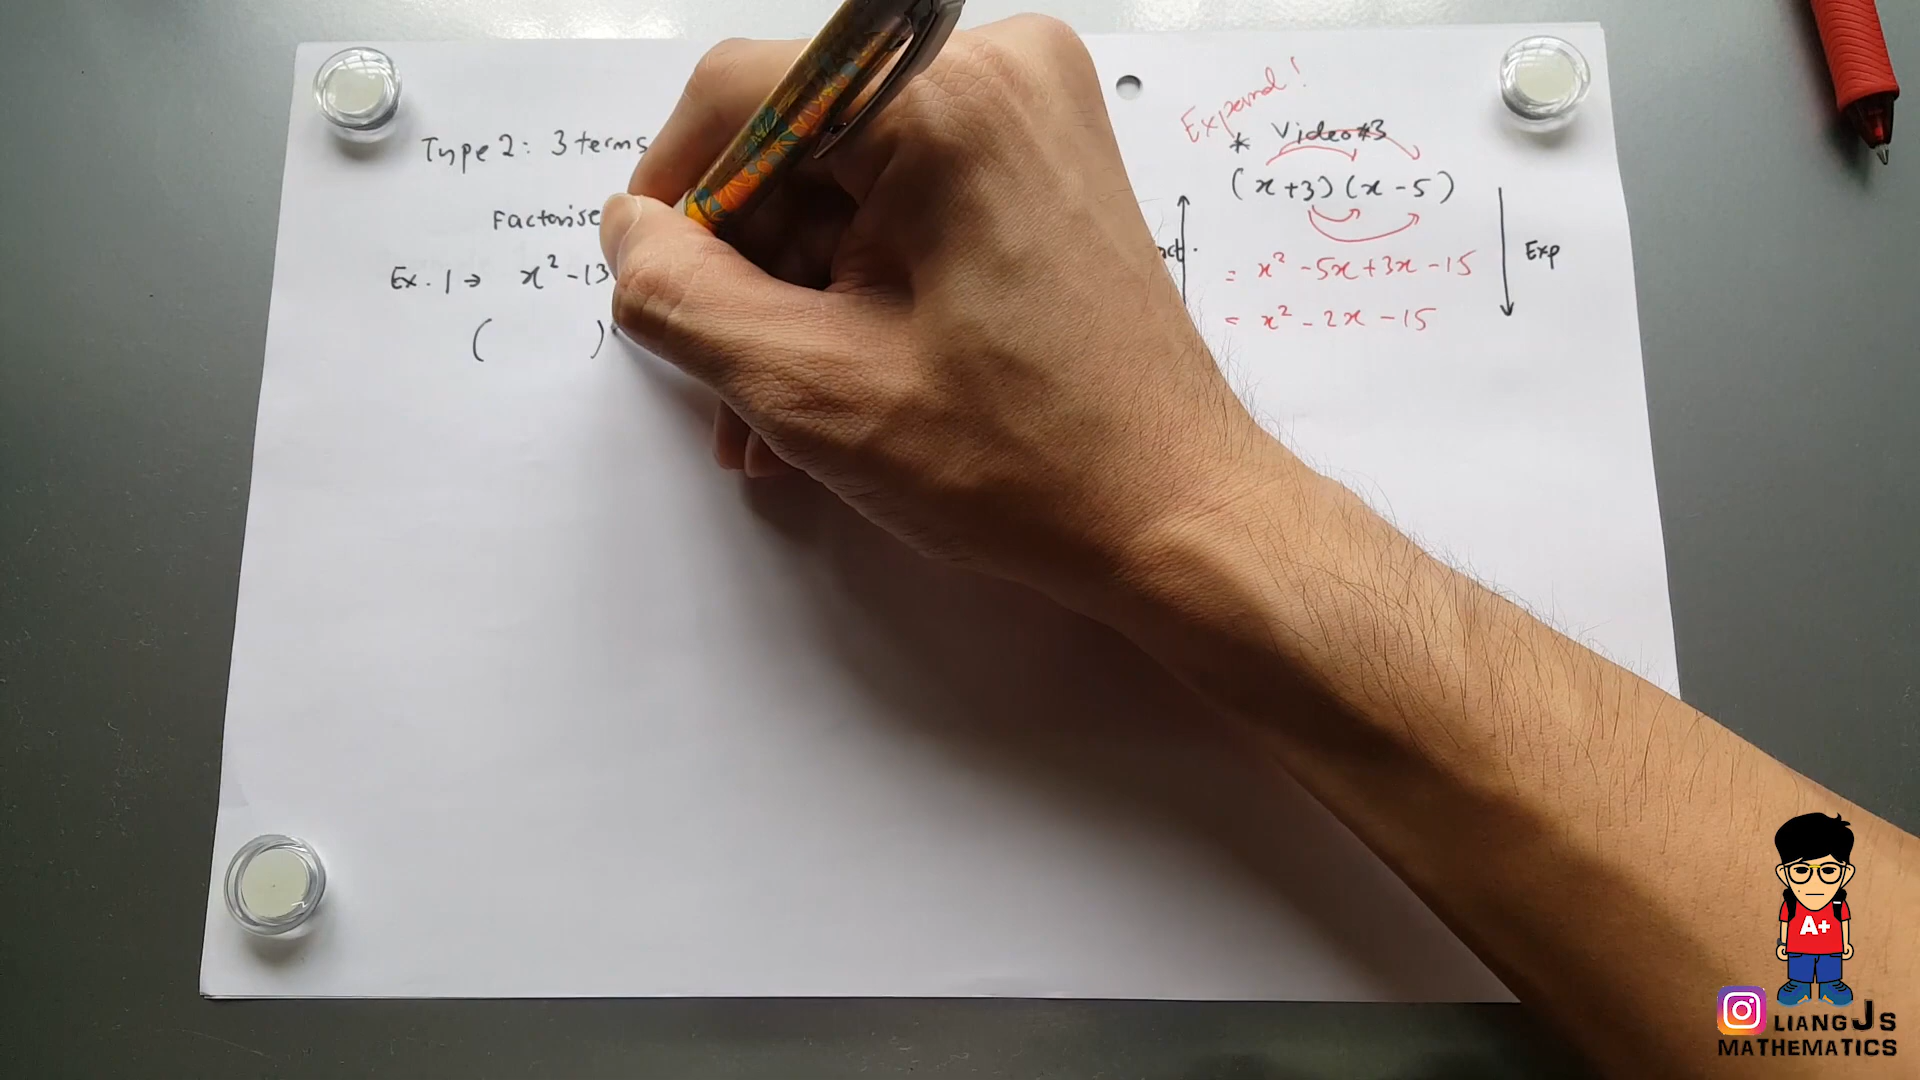 Type 2: 3 terms
Factorise
Ex. 1 → x² -13
( )
Expand!
* Video #3
(x +3) (x -5)
= x² -5x +3x -15
= x² -2x -15
Exp
A+
LIANGJS
MATHEMATICS